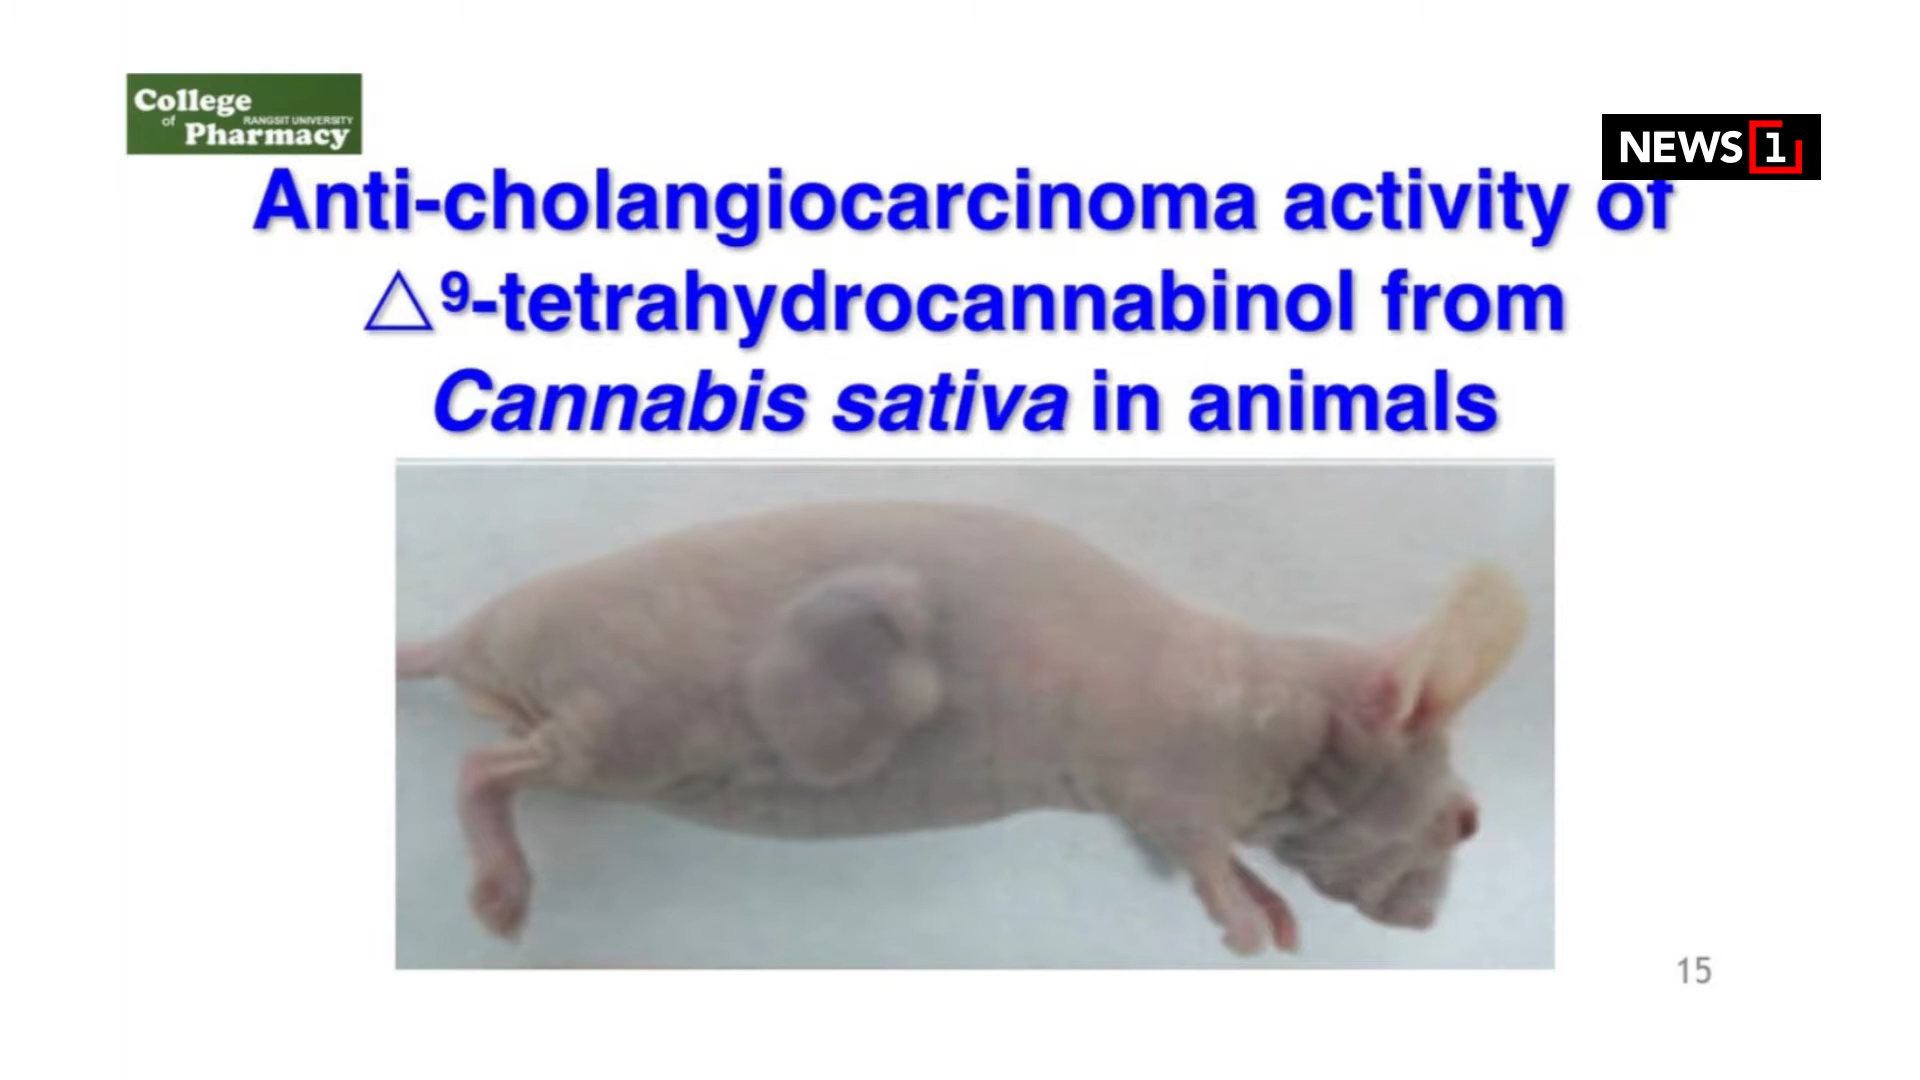 College
of RANGSIT UNIVERSITY
Pharmacy
NEWS 1
Anti-cholangiocarcinoma activity of
△⁹-tetrahydrocannabinol from
Cannabis sativa in animals
15